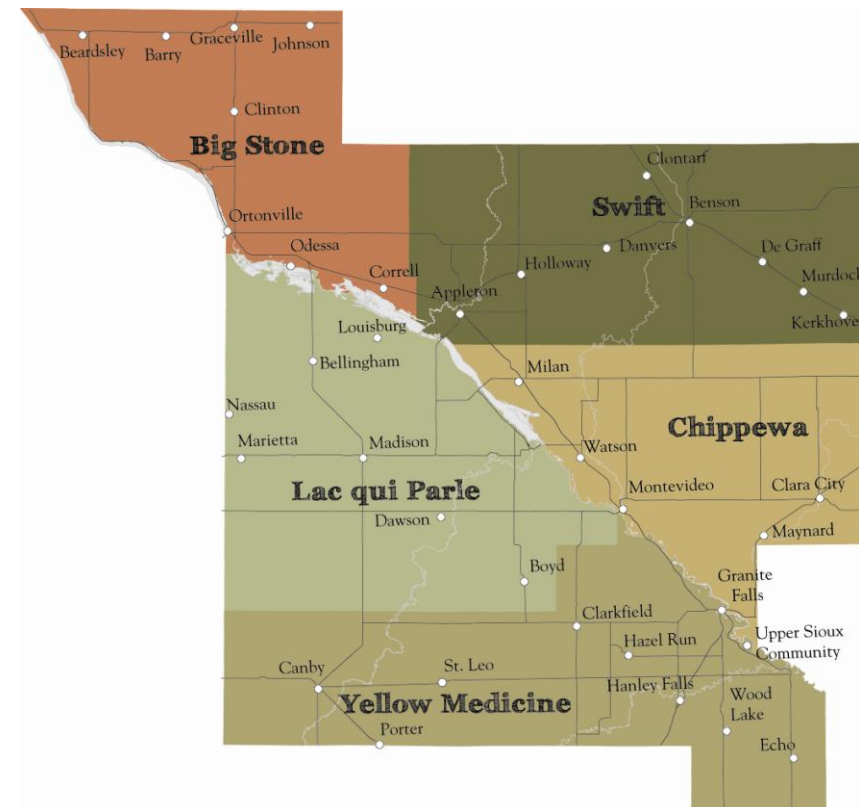 Graceville
Johnson
Beardsley
Barry
Clinton
Big Stone
Clontarf
Swift
Benson
Ortonville
Danvers
De Graff
Odessa
Holloway
Correll
Murdock
Appleton
Kerkhove
Louisburg
Bellingham
Milan
Nassau
Chippewa
Marietta
Madison
Watson
Lac qui Parle
Montevideo
Clara City
Dawson
Maynard
Boyd
Granite
Falls
Clarkfield
Hazel Run
Upper Sioux
Community
Canby
St. Leo
Hanley Falls
Wood
Lake
Yellow Medicine
Porter
Echo